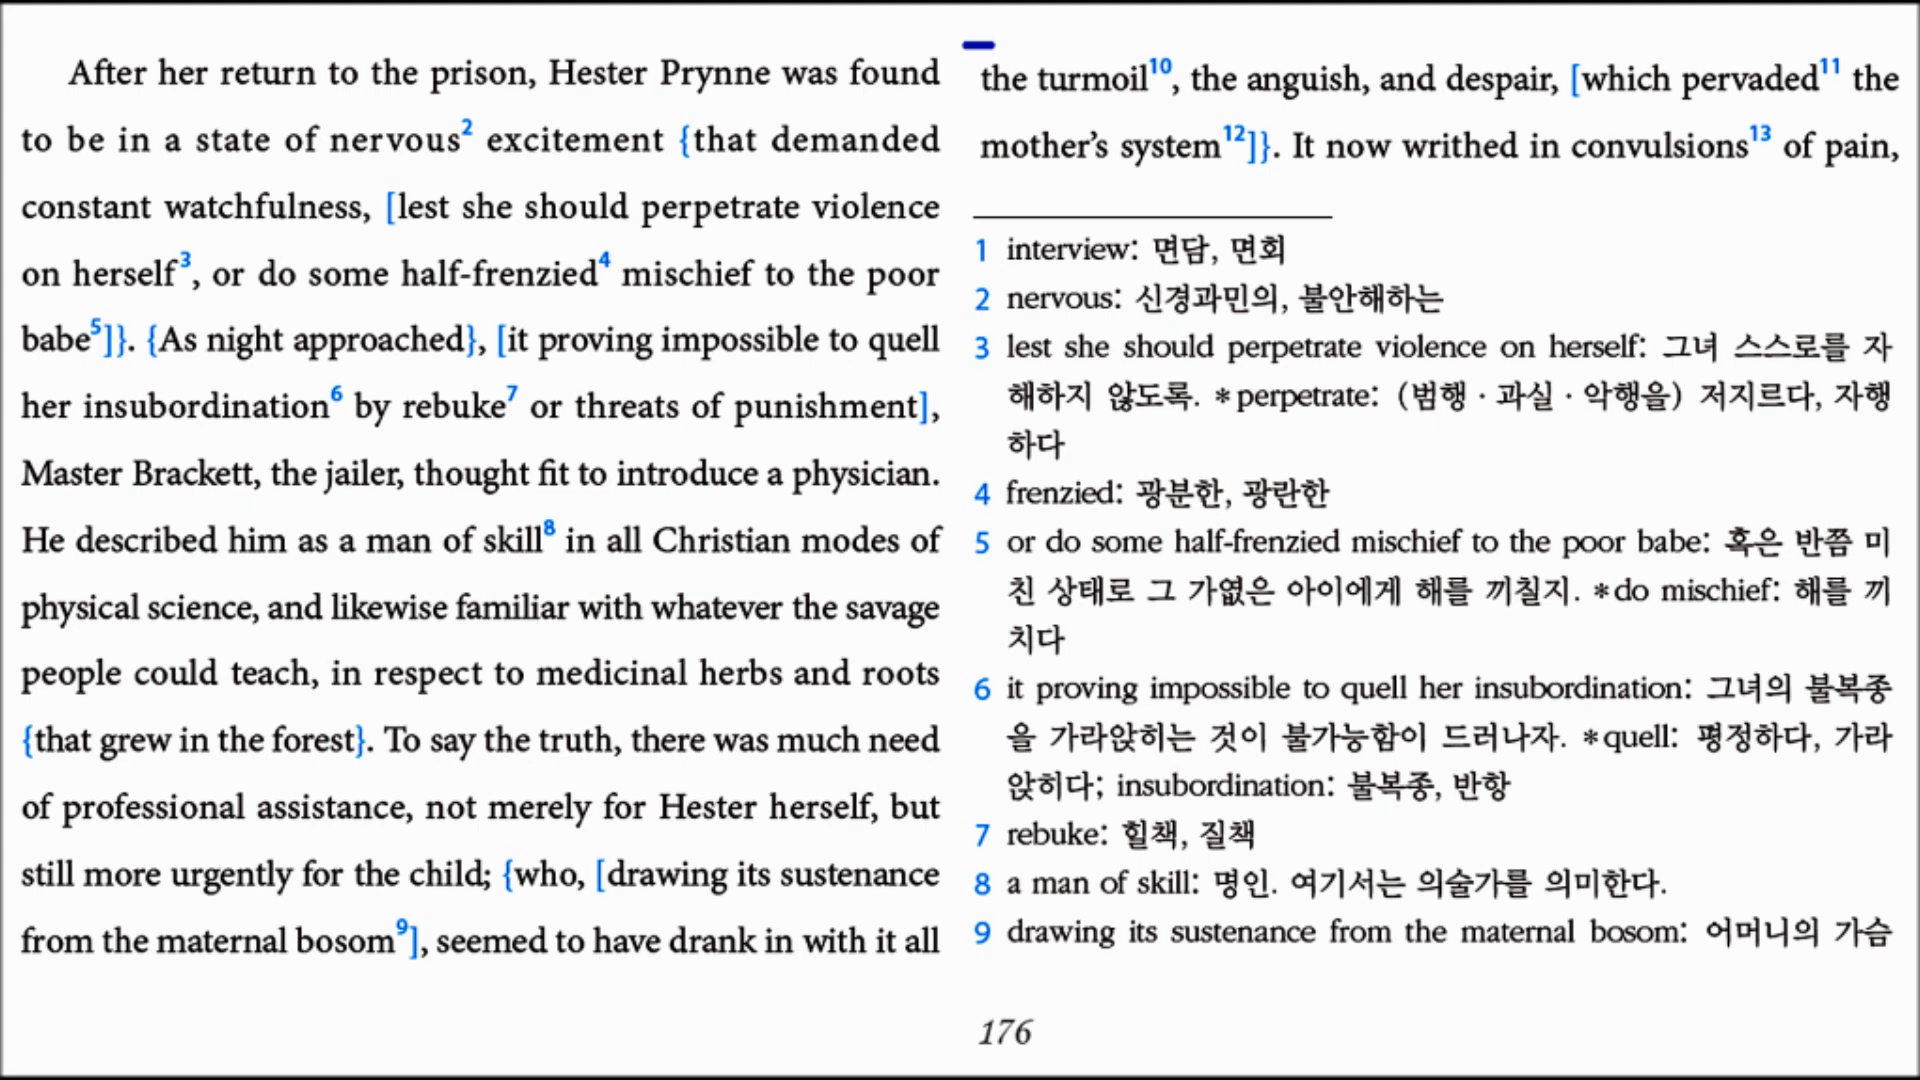 After her return to the prison, Hester Prynne was found
to be in a state of nervous2 excitement {that demanded
constant watchfulness, [lest she should perpetrate violence
on herself3, or do some half-frenzied4 mischief to the poor
babe5]}. {As night approached}, [it proving impossible to quell
her insubordination6 by rebuke7 or threats of punishment],
Master Brackett, the jailer, thought fit to introduce a physician.
He described him as a man of skill8 in all Christian modes of
physical science, and likewise familiar with whatever the savage
people could teach, in respect to medicinal herbs and roots
{that grew in the forest}. To say the truth, there was much need
of professional assistance, not merely for Hester herself, but
still more urgently for the child; {who, [drawing its sustenance
from the maternal bosom9], seemed to have drank in with it all
the turmoil10, the anguish, and despair, [which pervaded11 the
mother's system12]}. It now writhed in convulsions13 of pain,
1 interview: 면담, 면회
2 nervous: 신경과민의, 불안해하는
3 lest she should perpetrate violence on herself: 그녀 스스로를 자
해하지 않도록. *perpetrate: (범행·과실·악행을) 저지르다, 자행
하다
4 frenzied: 광분한, 광란한
5 or do some half-frenzied mischief to the poor babe: 혹은 반쯤 미
친 상태로 그 가엾은 아이에게 해를 끼칠지. *do mischief: 해를 끼
치다
6 it proving impossible to quell her insubordination: 그녀의 불복종
을 가라앉히는 것이 불가능함이 드러나자. *quell: 평정하다, 가라
앉히다; insubordination: 불복종, 반항
7 rebuke: 힐책, 질책
8 a man of skill: 명인. 여기서는 의술가를 의미한다.
9 drawing its sustenance from the maternal bosom: 어머니의 가슴
176